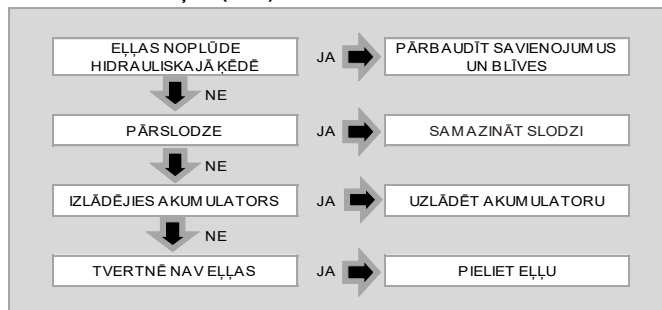 EĻĻAS NOPLŪDE
HIDRAULISKAJĀ ĶĒDĒ
JA
PĀRBAUDĪT SAVIENOJUMUS
UN BLĪVES
NE
PĀRSLODZE
JA
SAMAZINĀT SLODZI
NE
IZLĀDĒJIES AKUMULATORS
JA
UZLĀDĒT AKUMULATORU
NE
TVERTNĒ NAV EĻĻAS
JA
PIELIET EĻĻU